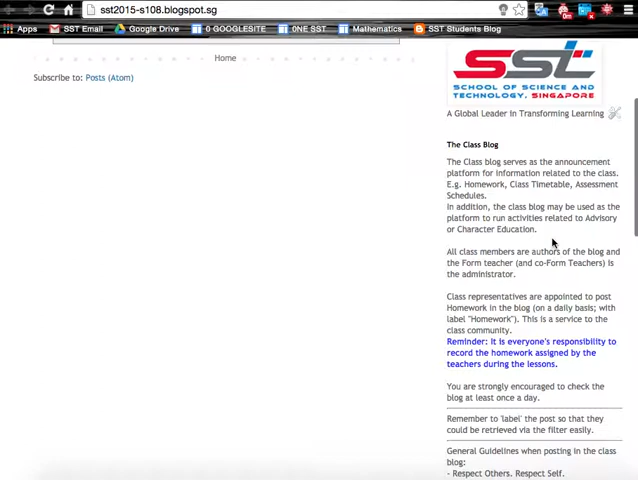 sst2015-s108.blogspot.sg
Apps SST Email Google Drive 0 GOOGLESITE 0NE SST Mathematics SST Students Blog
Home
Subscribe to: Posts (Atom)
SST
SCHOOL OF SCIENCE AND
TECHNOLOGY, SINGAPORE
A Global Leader in Transforming Learning
The Class Blog
The Class blog serves as the announcement
platform for information related to the class.
E.g. Homework, Class Timetable, Assessment
Schedules.
In addition, the class blog may be used as the
platform to run activities related to Advisory
or Character Education.
All class members are authors of the blog and
the Form teacher (and co-Form Teachers) is
the administrator.
Class representatives are appointed to post
Homework in the blog (on a daily basis; with
label "Homework"). This is a service to the
class community.
Reminder: It is everyone's responsibility to
record the homework assigned by the
teachers during the lessons.
You are strongly encouraged to check the
blog at least once a day.
Remember to 'label' the post so that they
could be retrieved via the filter easily.
General Guidelines when posting in the class
blog:
- Respect Others. Respect Self.